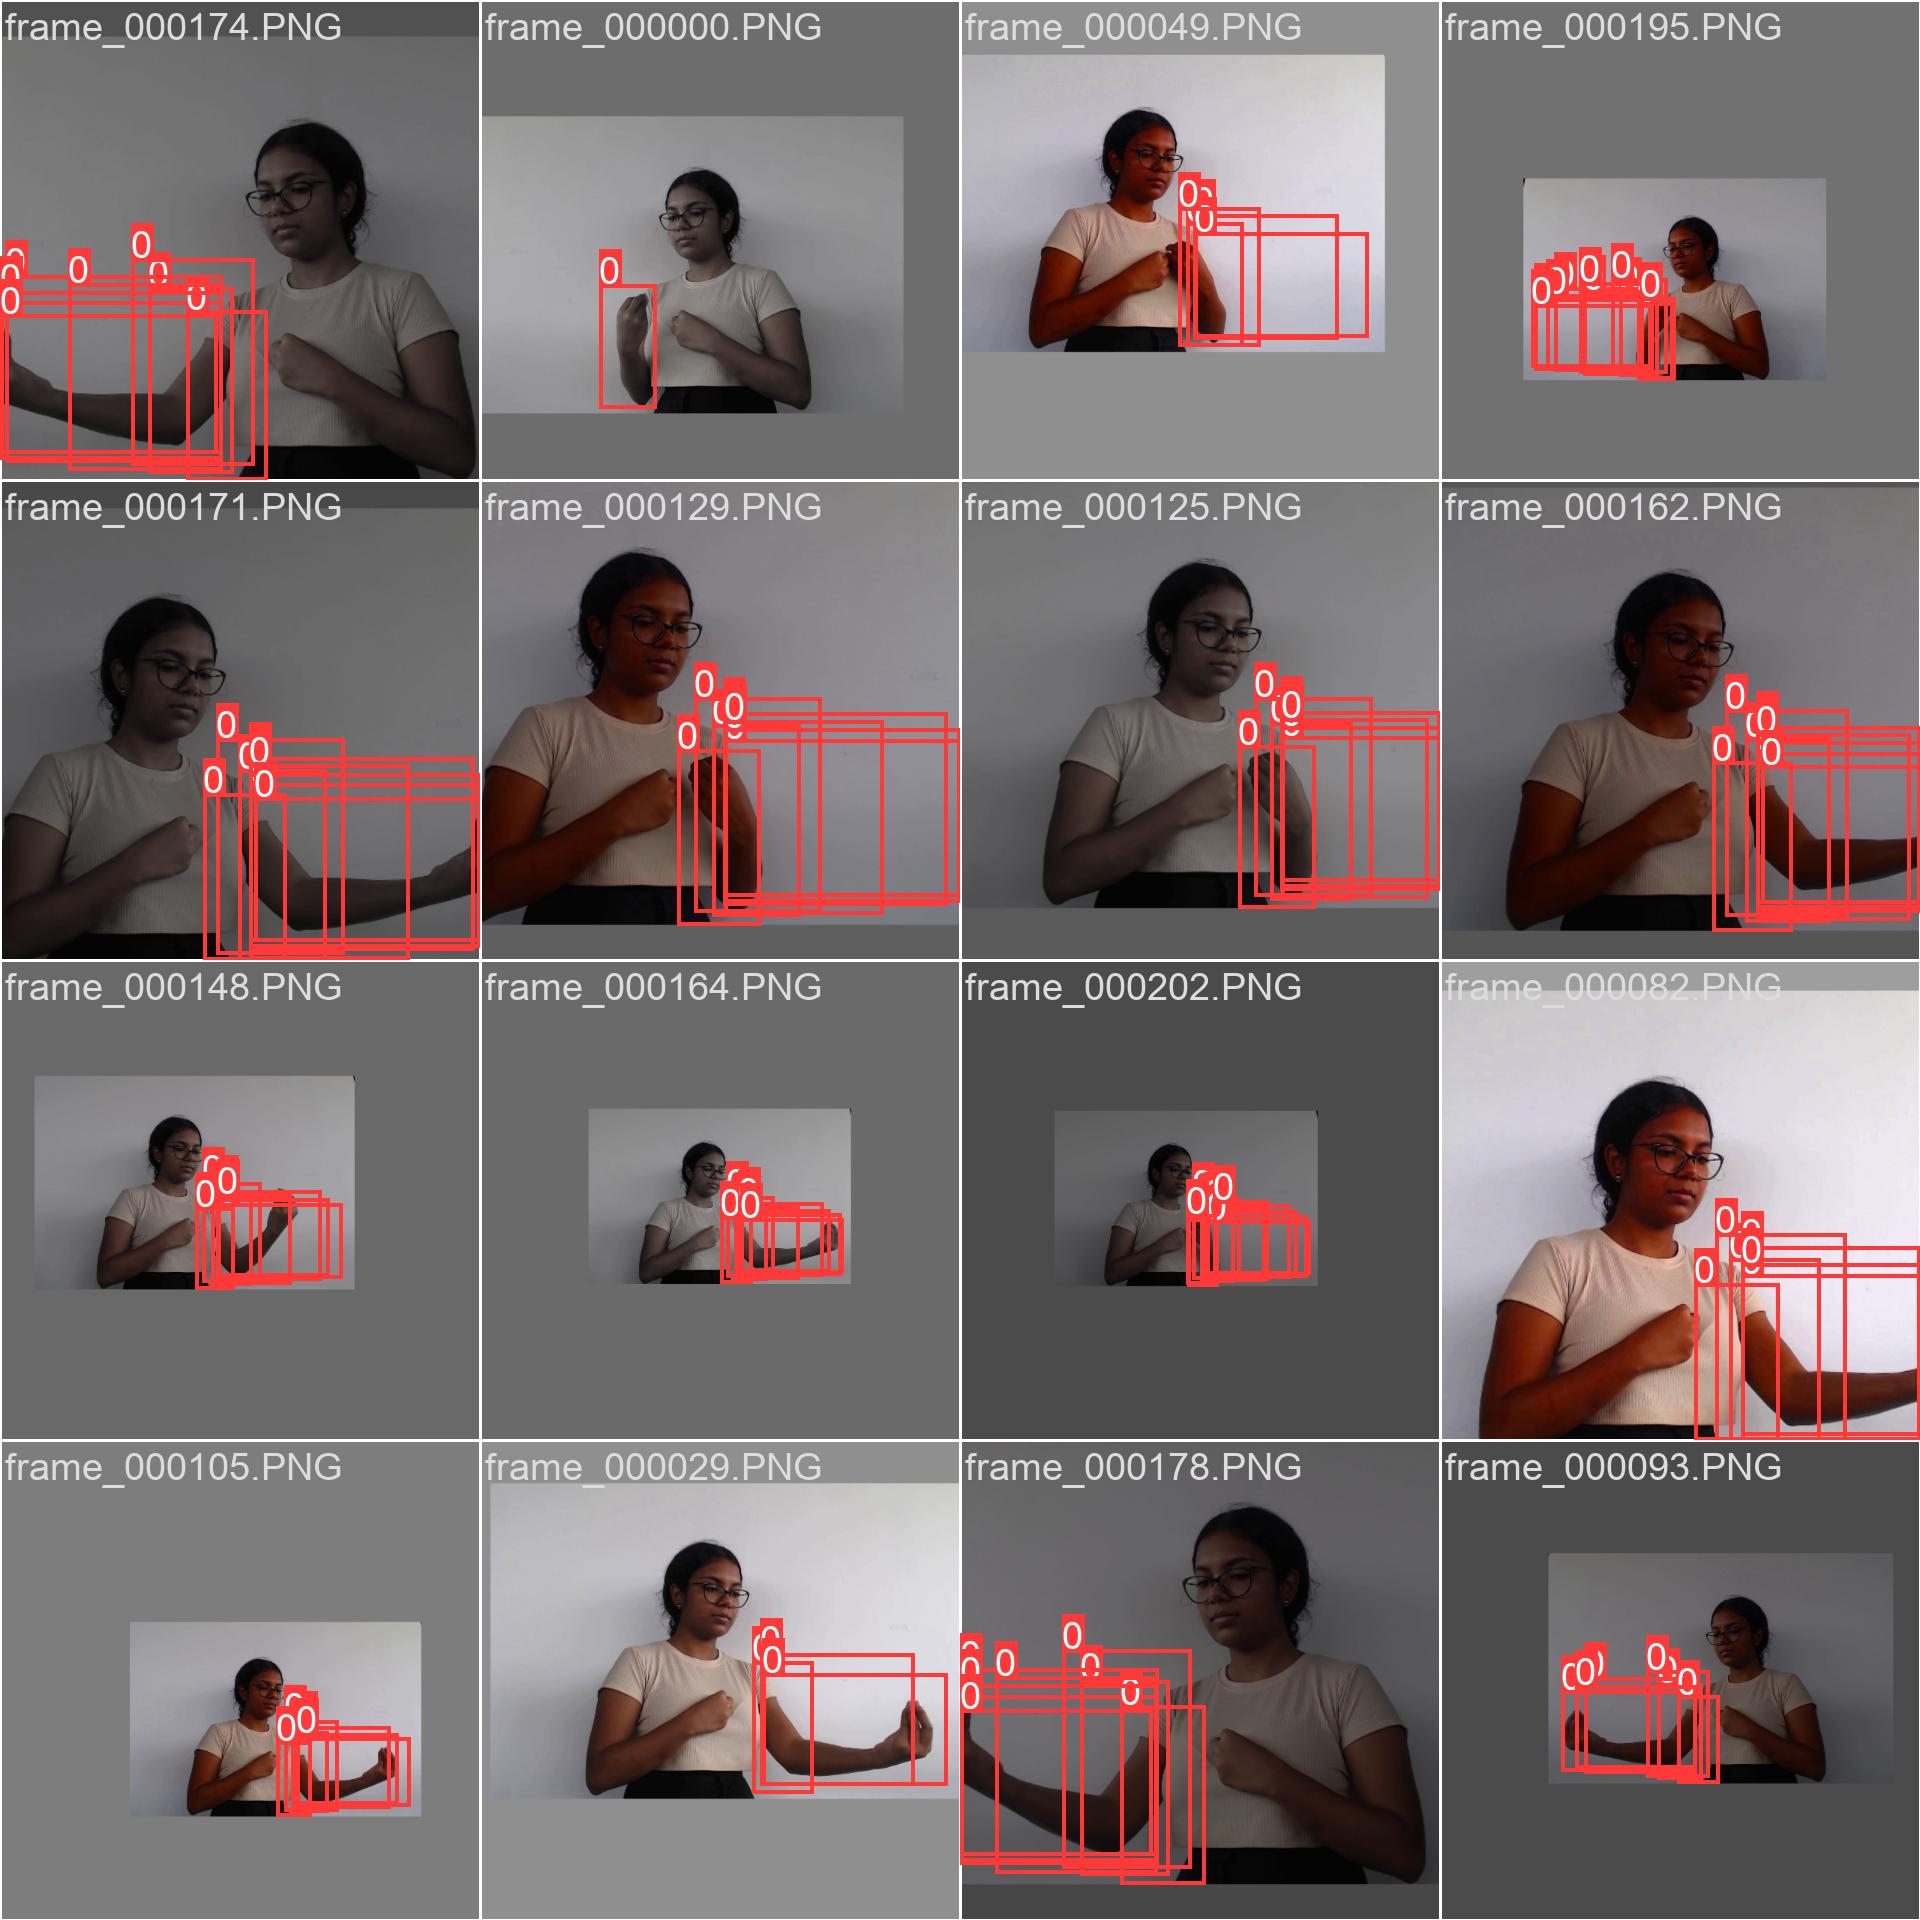 frame_000174.PNG
frame_000000.PNG
frame_000049.PNG
frame_000195.PNG
0 0 0 0 0 0
0
0 0
0 0 0 0 0
frame_000171.PNG
frame_000129.PNG
frame_000125.PNG
frame_000162.PNG
0 0 0 0 0
0 0 0 0
0 0 0 0
0 0 0 0 0
frame_000148.PNG
frame_000164.PNG
frame_000202.PNG
frame_000082.PNG
0 0 0
0 0 0
0 0 0
0 0 0
frame_000105.PNG
frame_000029.PNG
frame_000178.PNG
frame_000093.PNG
0 0 0
0 0
0 0 0 0 0 0
0 0 0 0